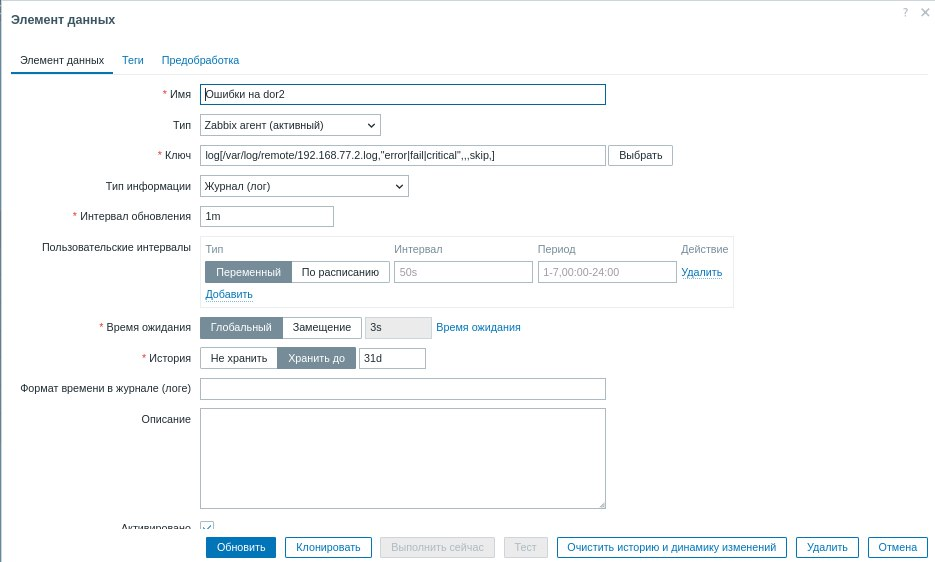 Элемент данных
? ×
Элемент данных Теги Предобработка
* Имя Ошибки на dor2
Тип Zabbix агент (активный)
* Ключ log[/var/log/remote/192.168.77.2.log,"error|fail|critical",,,skip,] Выбрать
Тип информации Журнал (лог)
* Интервал обновления 1m
Пользовательские интервалы Тип Интервал Период Действие
Переменный По расписанию 50s 1-7,00:00-24:00 Удалить
Добавить
* Время ожидания Глобальный Замещение 3s Время ожидания
* История Не хранить Хранить до 31d
Формат времени в журнале (логе)
Описание
Активировано
Обновить Клонировать Выполнить сейчас Тест Очистить историю и динамику изменений Удалить Отмена